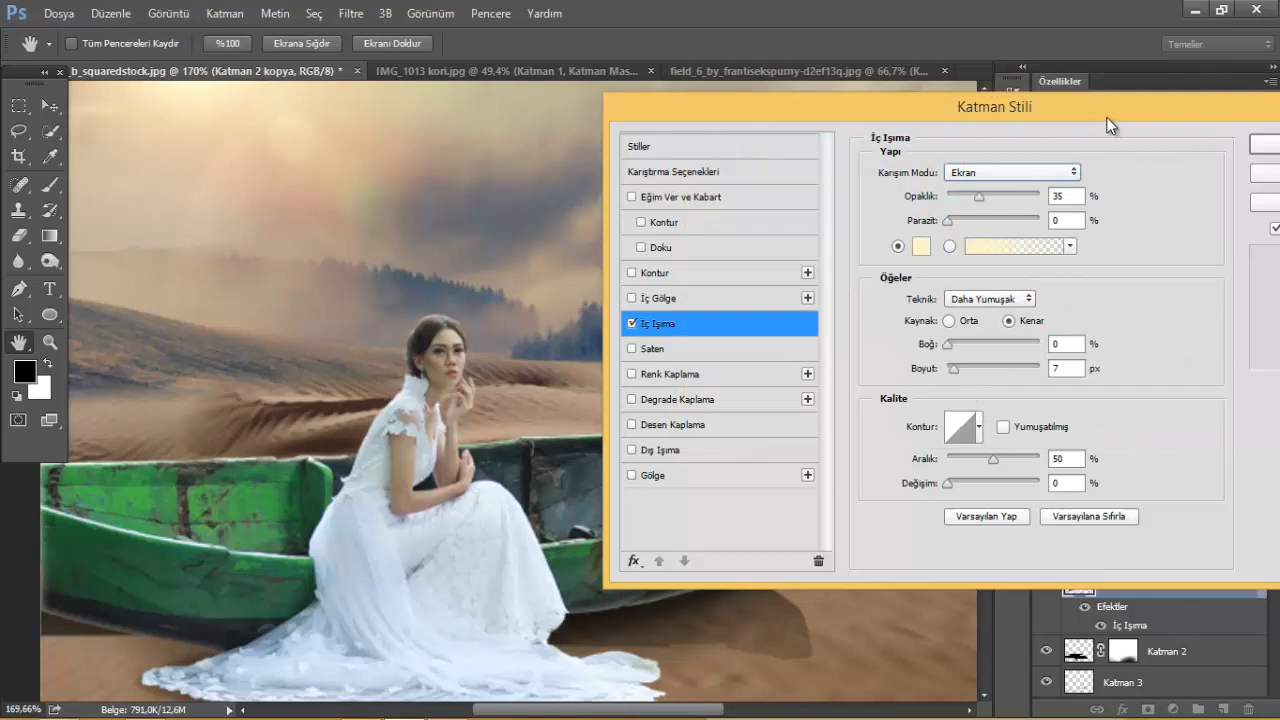 Ps Dosya Düzenle Görüntü Katman Metin Seç Filtre 3B Görünüm Pencere Yardım
Tüm Pencereleri Kaydır %100 Ekrana Sığdır Ekranı Doldur Temeller
_b_squaredstock.jpg @ 170% (Katman 2 kopya, RGB/8) * IMG_1013 kori.jpg @ 49,4% (Katman 1, Katman Mas... field_6_by_frantisekspurny-d2ef13q.jpg @ 66,7% (K... Özellikler
Katman Stili
Stiller
Karıştırma Seçenekleri
Eğim Ver ve Kabart
Kontur
Doku
Kontur
İç Gölge
İç Işıma
Saten
Renk Kaplama
Degrade Kaplama
Desen Kaplama
Dış Işıma
Gölge
fx
İç Işıma
Yapı
Karışım Modu: Ekran
Opaklık: 35 %
Parazit: 0 %
Öğeler
Teknik: Daha Yumuşak
Kaynak: Orta Kenar
Boğ: 0 %
Boyut: 7 px
Kalite
Kontur: Yumuşatılmış
Aralık: 50 %
Değişim: 0 %
Varsayılan Yap Varsayılana Sıfırla
Efektler
İç Işıma
Katman 2
Katman 3
169,66% Belge: 791,0K/12,6M
fx